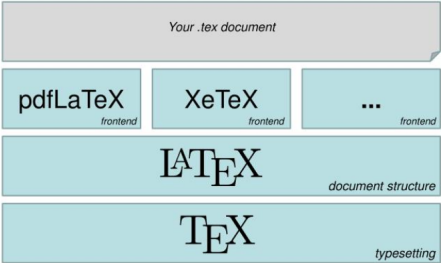 Your .tex document
pdfLaTeX
frontend
XeTeX
frontend
...
frontend
LATEX
document structure
TEX
typesetting